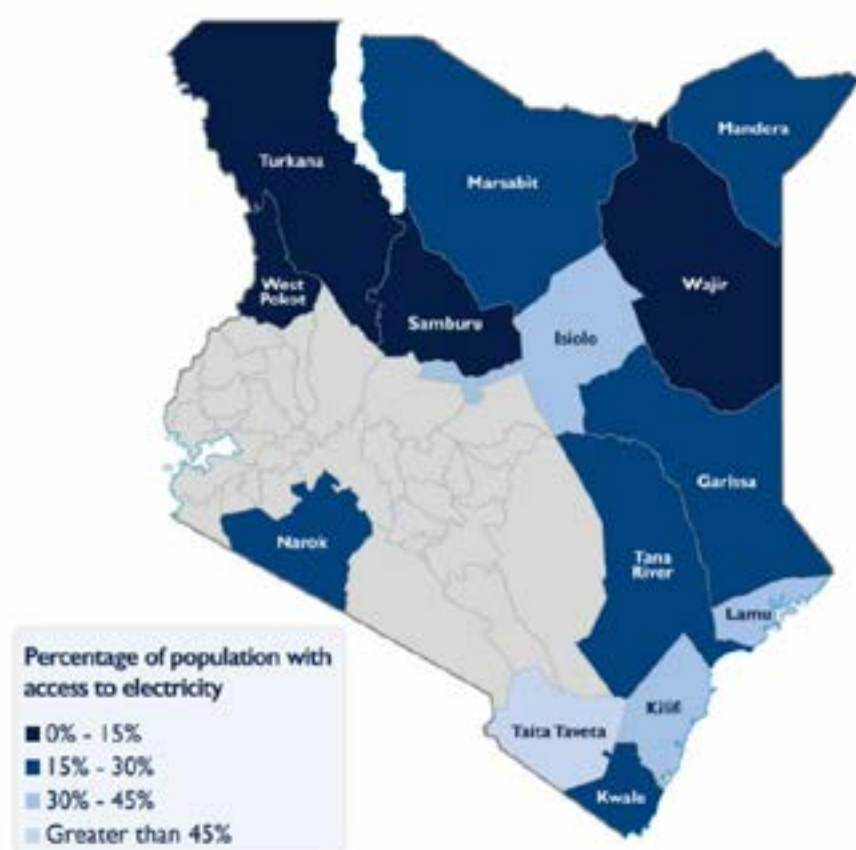 Mandera
Turkana
Marsabit
West
Pokot
Wajir
Samburu
Isiolo
Garissa
Narok
Tana
River
Lamu
Percentage of population with
access to electricity
0% - 15%
15% - 30%
30% - 45%
Greater than 45%
Taita Taveta
Kilifi
Kwale